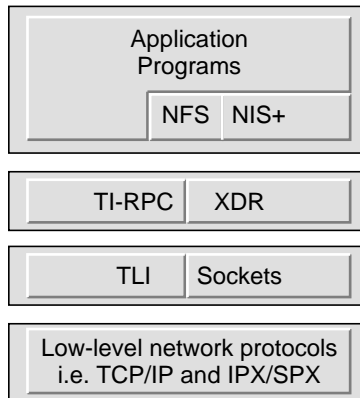 Application
Programs
NFS NIS+
TI-RPC XDR
TLI Sockets
Low-level network protocols
i.e. TCP/IP and IPX/SPX